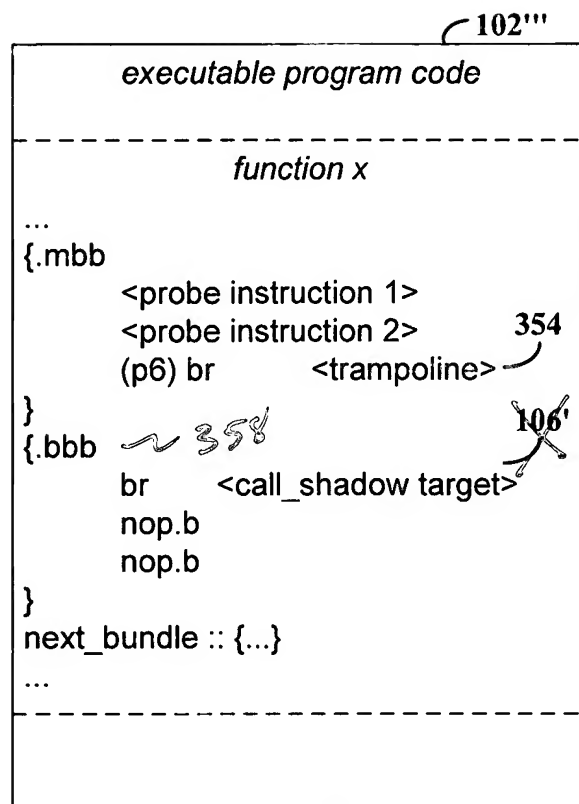 102'''
executable program code
function x
...
{.mbb
<probe instruction 1>
<probe instruction 2> 354
(p6) br <trampoline>
}
{.bbb ~ 358 106'
br <call_shadow target>
nop.b
nop.b
}
next_bundle :: {...}
...